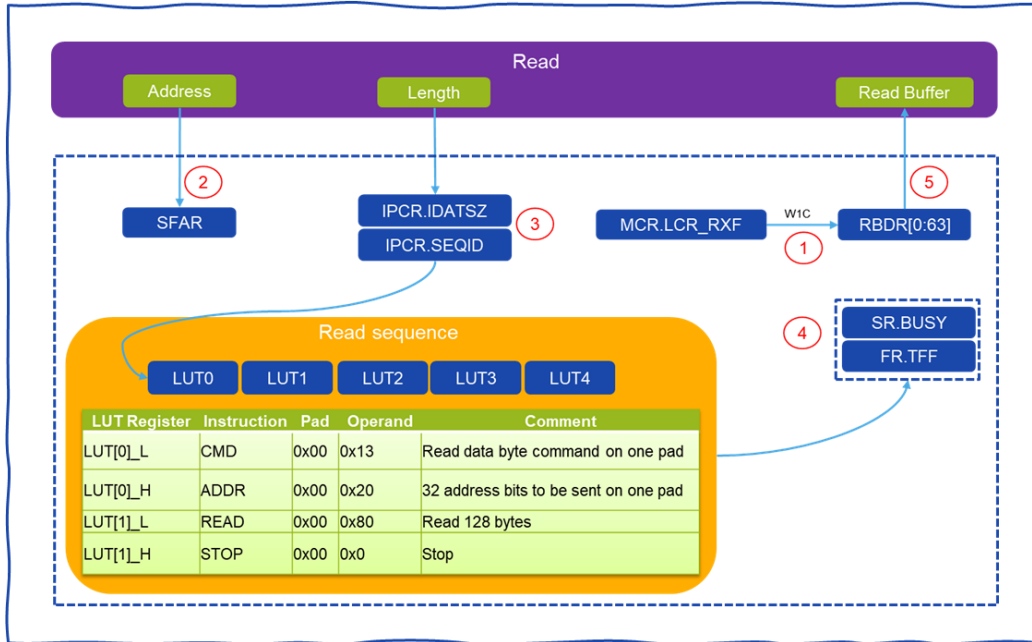 Read
Address
Length
Read Buffer
2
5
IPCR.IDATSZ
3
W1C
SFAR
MCR.LCR_RXF
RBDR[0:63]
IPCR.SEQID
1
Read sequence
SR.BUSY
4
FR.TFF
LUT0 LUT1 LUT2 LUT3 LUT4
LUT Register Instruction Pad Operand Comment
LUT[0]_L CMD 0x00 0x13 Read data byte command on one pad
LUT[0]_H ADDR 0x00 0x20 32 address bits to be sent on one pad
LUT[1]_L READ 0x00 0x80 Read 128 bytes
LUT[1]_H STOP 0x00 0x0 Stop